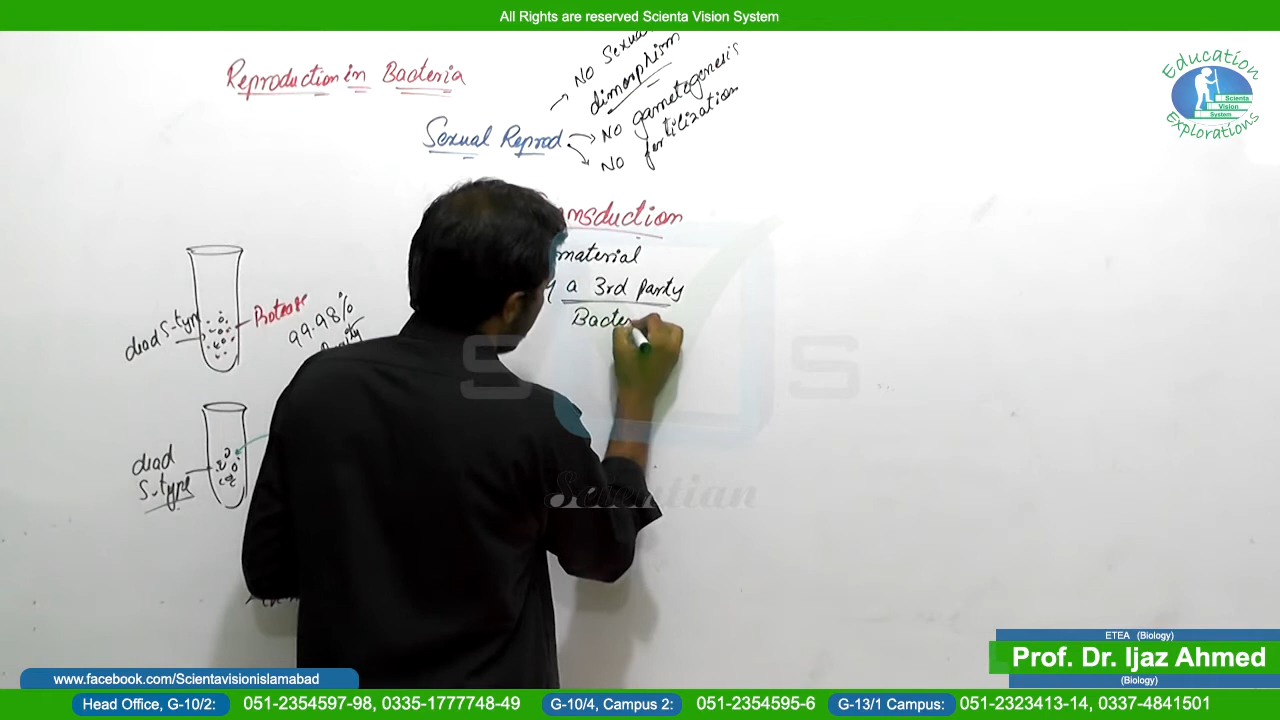 All Rights are reserved Scienta Vision System
Education
Scienta
Vision
System
Explorations
Reproduction in Bacteria
Sexual Reprod
No Sexual
dimorphism
No gametogenesis
No fertilization
nsduction
material
a 3rd party
Bacte
dead S-type
Protease
99.98%
dead
S-type
S S
Scientian
ETEA (Biology)
Prof. Dr. Ijaz Ahmed
(Biology)
www.facebook.com/Scientavisionislamabad
Head Office, G-10/2: 051-2354597-98, 0335-1777748-49 G-10/4, Campus 2: 051-2354595-6 G-13/1 Campus: 051-2323413-14, 0337-4841501